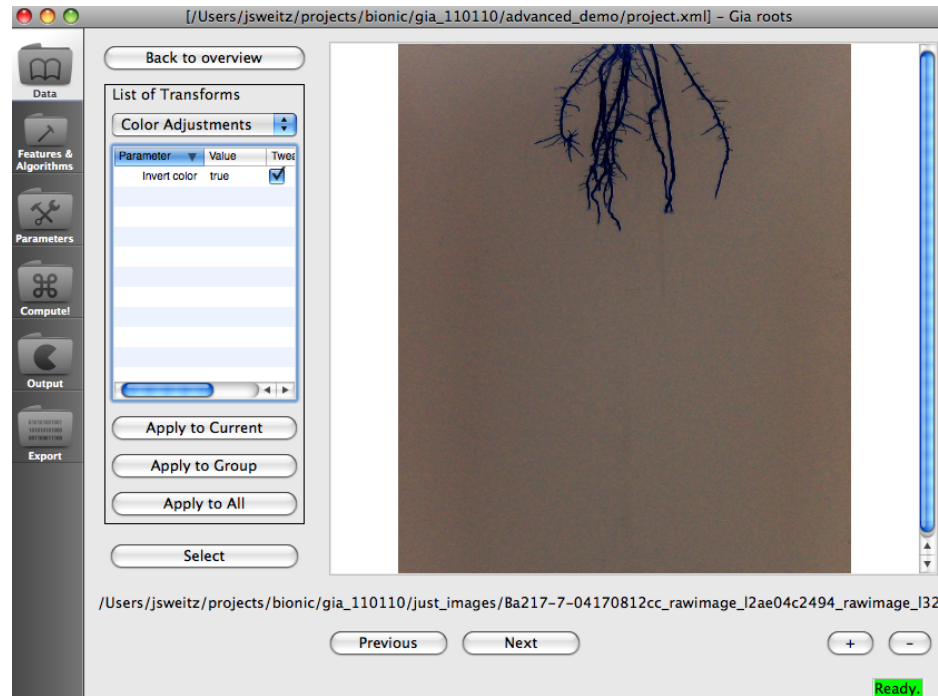 [/Users/jsweitz/projects/bionic/gia_110110/advanced_demo/project.xml] - Gia roots
Data
Features &
Algorithms
Parameters
Compute!
Output
Export
Back to overview
List of Transforms
Color Adjustments
Parameter Value Twea
Invert color true
Apply to Current
Apply to Group
Apply to All
Select
/Users/jsweitz/projects/bionic/gia_110110/just_images/Ba217-7-04170812cc_rawimage_l2ae04c2494_rawimage_l32
Previous Next + -
Ready.